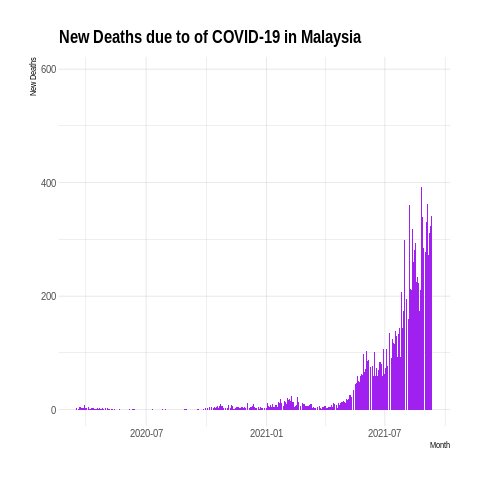 New Deaths due to of COVID-19 in Malaysia
New Deaths
600
400
200
0
2020-07
2021-01
2021-07
Month